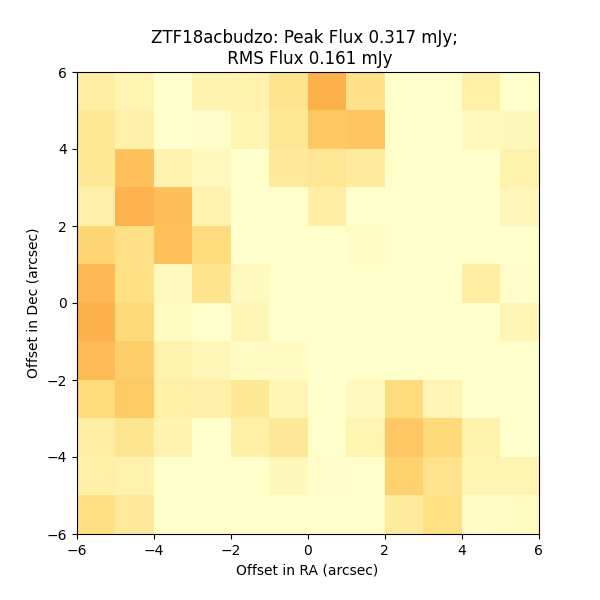 ZTF18acbudzo: Peak Flux 0.317 mJy;
RMS Flux 0.161 mJy
6
4
2
0
−2
−4
−6
Offset in Dec (arcsec)
−6 −4 −2 0 2 4 6
Offset in RA (arcsec)